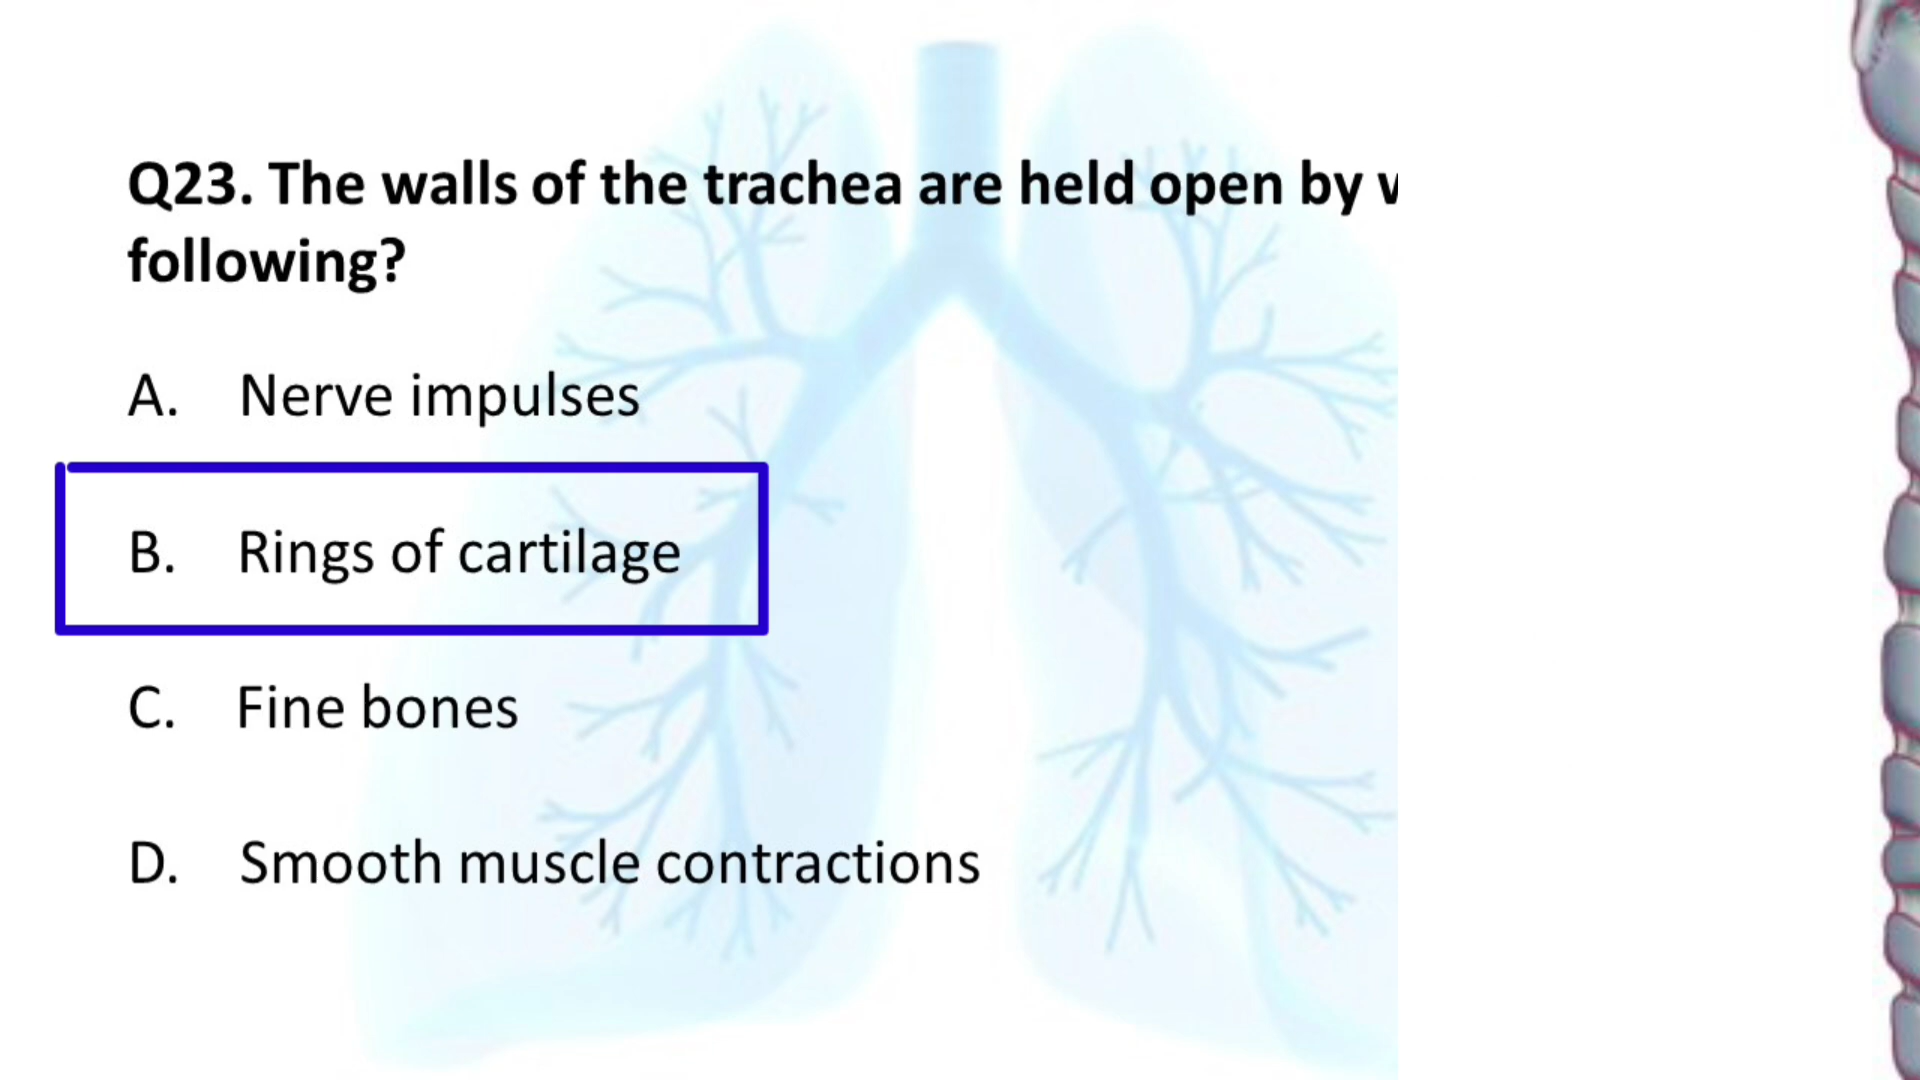 Q23. The walls of the trachea are held open by
following?
A. Nerve impulses
B. Rings of cartilage
C. Fine bones
D. Smooth muscle contractions